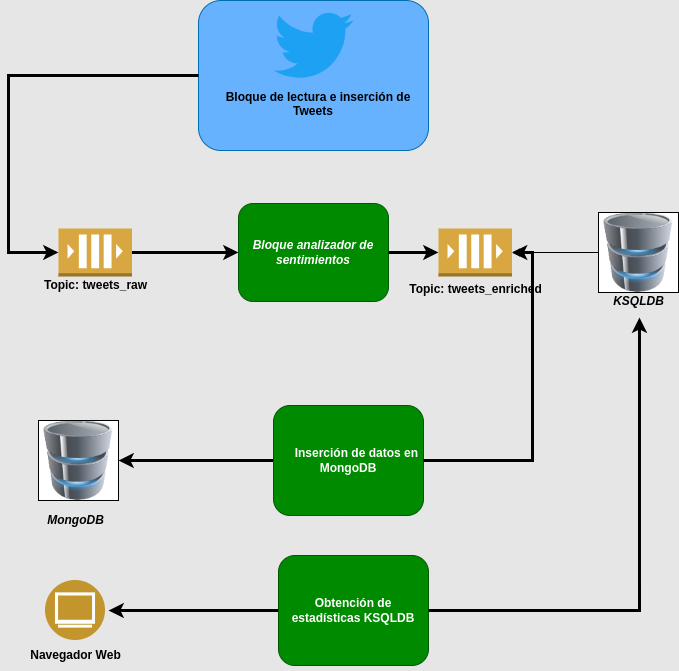 Bloque de lectura e inserción de
Tweets
Bloque analizador de
sentimientos
Topic: tweets_raw
Topic: tweets_enriched
KSQLDB
Inserción de datos en
MongoDB
MongoDB
Obtención de
estadísticas KSQLDB
Navegador Web